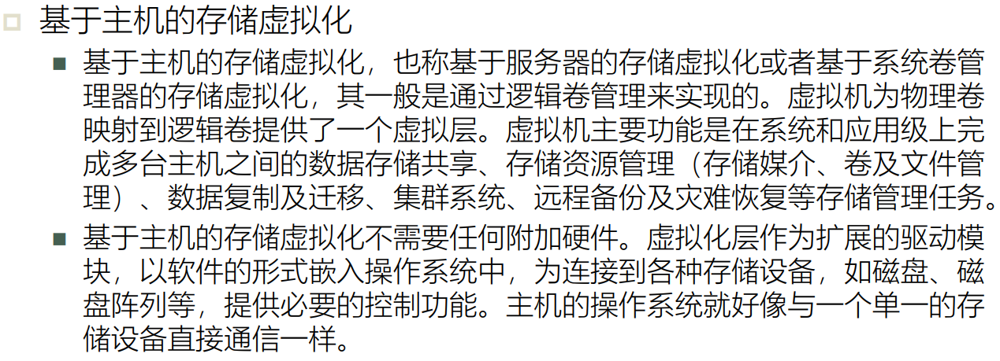 基于主机的存储虚拟化
基于主机的存储虚拟化，也称基于服务器的存储虚拟化或者基于系统卷管
理器的存储虚拟化，其一般是通过逻辑卷管理来实现的。虚拟机为物理卷
映射到逻辑卷提供了一个虚拟层。虚拟机主要功能是在系统和应用级上完
成多台主机之间的数据存储共享、存储资源管理（存储媒介、卷及文件管
理）、数据复制及迁移、集群系统、远程备份及灾难恢复等存储管理任务。
基于主机的存储虚拟化不需要任何附加硬件。虚拟化层作为扩展的驱动模
块，以软件的形式嵌入操作系统中，为连接到各种存储设备，如磁盘、磁
盘阵列等，提供必要的控制功能。主机的操作系统就好像与一个单一的存
储设备直接通信一样。